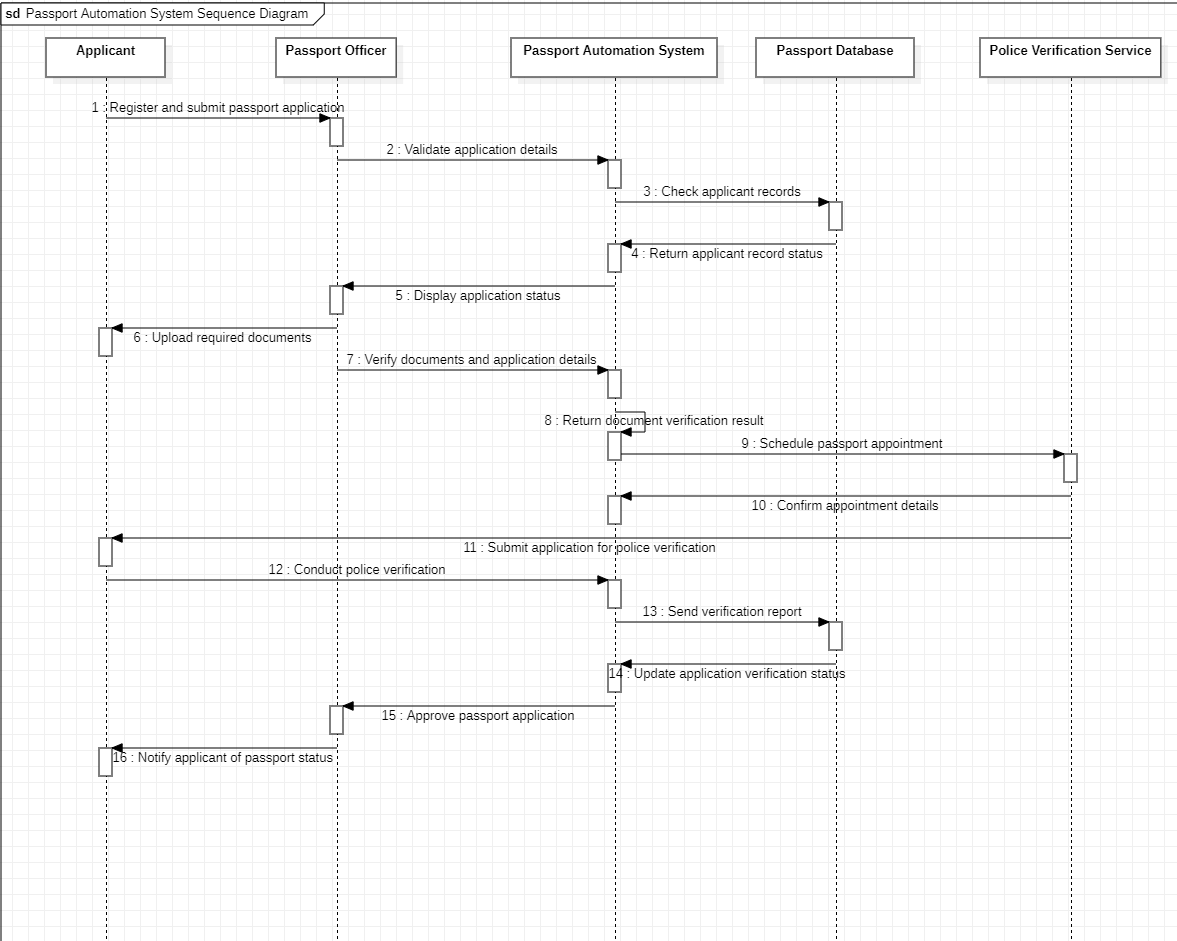 sd Passport Automation System Sequence Diagram
Applicant
Passport Officer
Passport Automation System
Passport Database
Police Verification Service
1 : Register and submit passport application
2 : Validate application details
3 : Check applicant records
4 : Return applicant record status
5 : Display application status
6 : Upload required documents
7 : Verify documents and application details
8 : Return document verification result
9 : Schedule passport appointment
10 : Confirm appointment details
11 : Submit application for police verification
12 : Conduct police verification
13 : Send verification report
14 : Update application verification status
15 : Approve passport application
16 : Notify applicant of passport status